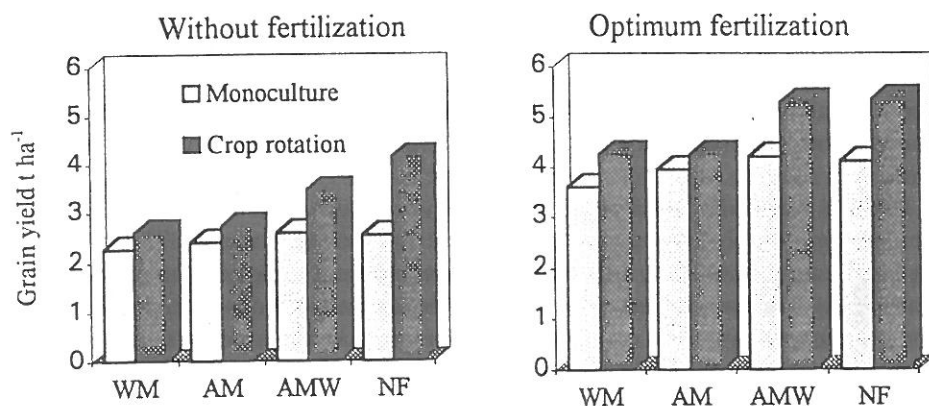 Without fertilization
Grain yield t ha⁻¹
6
5
4
3
2
1
0
Monoculture
Crop rotation
WM AM AMW NF
Optimum fertilization
6
5
4
3
2
1
0
WM AM AMW NF